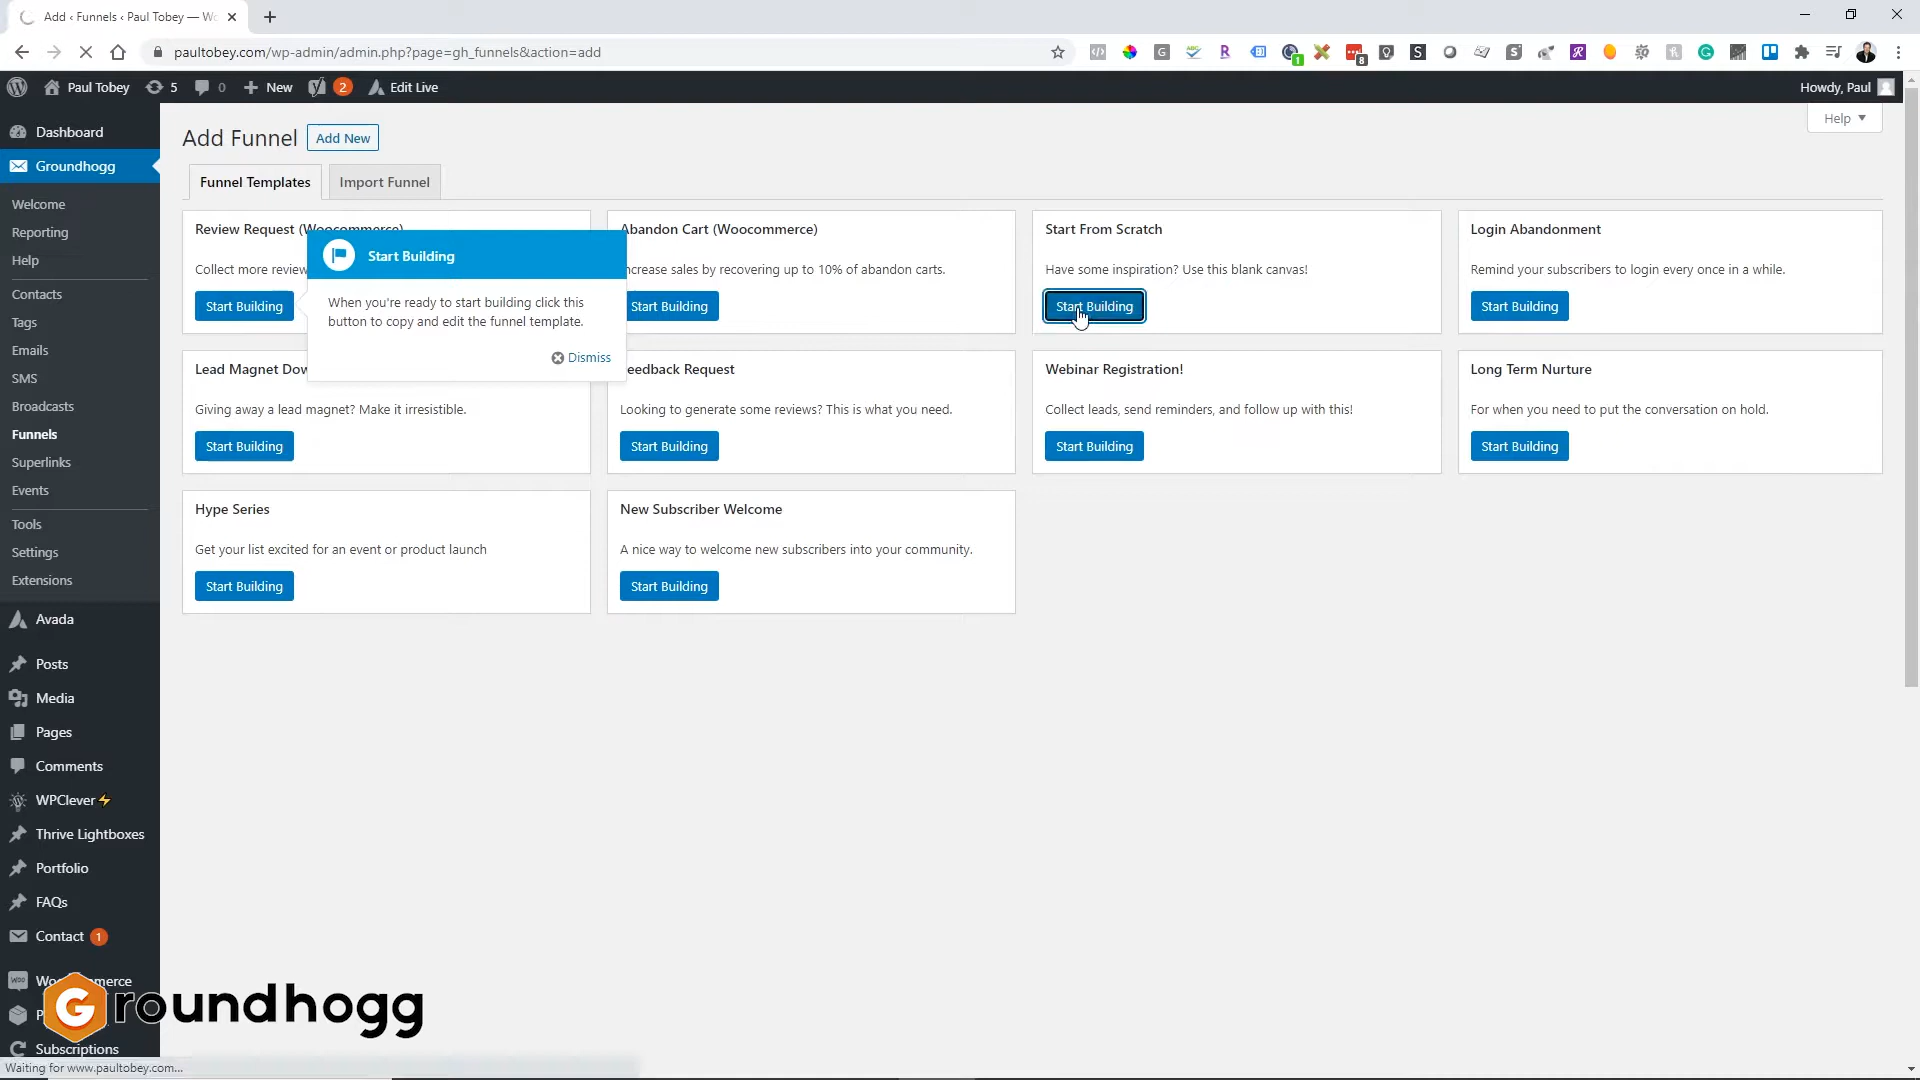 Add ‹ Funnels ‹ Paul Tobey — Wo
paultobey.com/wp-admin/admin.php?page=gh_funnels&action=add
Paul Tobey 5 0 New 2 Edit Live Howdy, Paul
Help
Dashboard
Groundhogg
Welcome
Reporting
Help
Contacts
Tags
Emails
SMS
Broadcasts
Funnels
Superlinks
Events
Tools
Settings
Extensions
Avada
Posts
Media
Pages
Comments
WPClever⚡
Thrive Lightboxes
Portfolio
FAQs
Contact 1
Subscriptions
Add Funnel Add New
Funnel Templates Import Funnel
Review Request (Woocommerce)
Collect more review
Start Building
Start Building
When you're ready to start building click this
button to copy and edit the funnel template.
Dismiss
Abandon Cart (Woocommerce)
ncrease sales by recovering up to 10% of abandon carts.
Start Building
Start From Scratch
Have some inspiration? Use this blank canvas!
Start Building
Login Abandonment
Remind your subscribers to login every once in a while.
Start Building
Lead Magnet Dow
Giving away a lead magnet? Make it irresistible.
Start Building
eedback Request
Looking to generate some reviews? This is what you need.
Start Building
Webinar Registration!
Collect leads, send reminders, and follow up with this!
Start Building
Long Term Nurture
For when you need to put the conversation on hold.
Start Building
Hype Series
Get your list excited for an event or product launch
Start Building
New Subscriber Welcome
A nice way to welcome new subscribers into your community.
Start Building
Groundhogg
Waiting for www.paultobey.com...